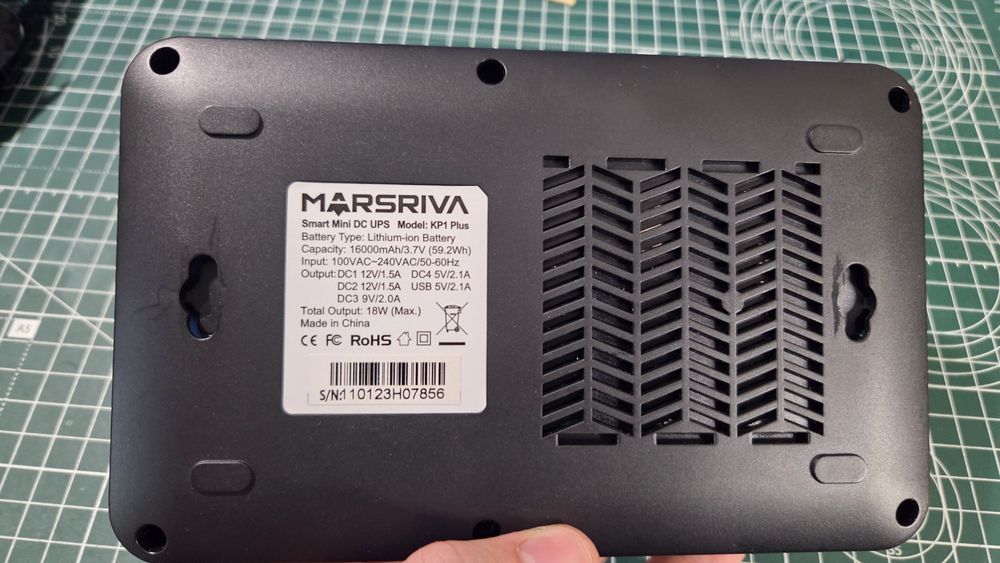 MARSRIVA
Smart Mini DC UPS Model: KP1 Plus
Battery Type: Lithium-ion Battery
Capacity: 16000mAh/3.7V (59.2Wh)
Input: 100VAC~240VAC/50-60Hz
Output:DC1 12V/1.5A DC4 5V/2.1A
DC2 12V/1.5A USB 5V/2.1A
DC3 9V/2.0A
Total Output: 18W (Max.)
Made in China
CE FC RoHS
S/N:110123H07856
A5